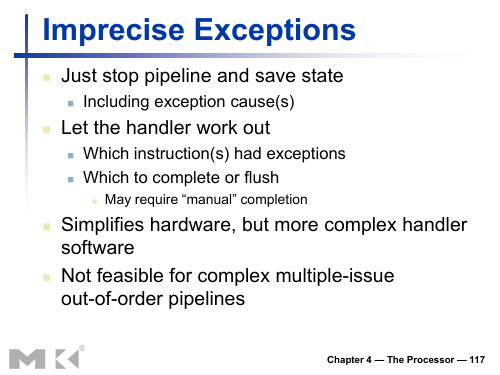 Imprecise Exceptions
Just stop pipeline and save state
Including exception cause(s)
Let the handler work out
Which instruction(s) had exceptions
Which to complete or flush
May require “manual” completion
Simplifies hardware, but more complex handler
software
Not feasible for complex multiple-issue
out-of-order pipelines
MK®
Chapter 4 — The Processor — 117